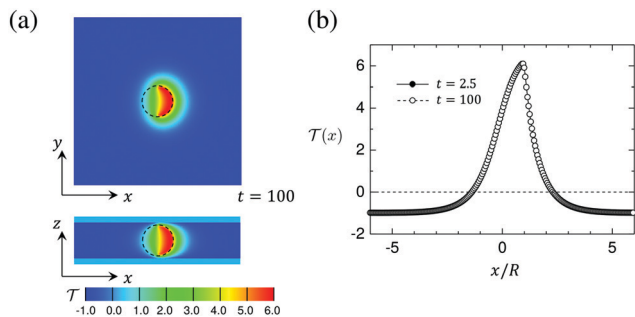 (a)
y
x
t = 100
z
x
𝒯
-1.0 0.0 1.0 2.0 3.0 4.0 5.0 6.0
(b)
6
4
2
0
-2
𝒯(x)
t = 2.5
t = 100
-5 0 5
x/R